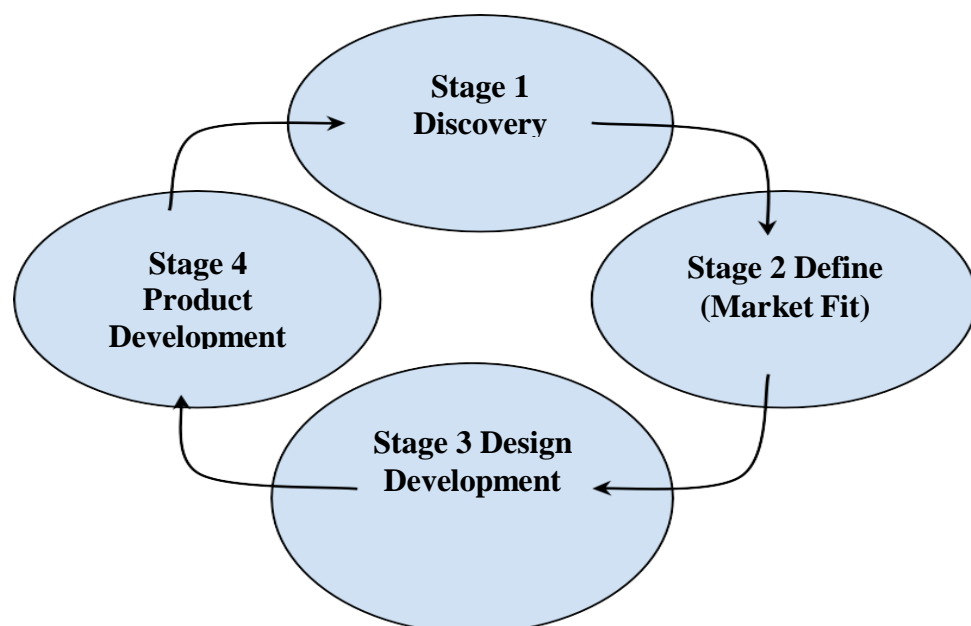 Stage 1
Discovery
Stage 2 Define
(Market Fit)
Stage 3 Design
Development
Stage 4
Product
Development